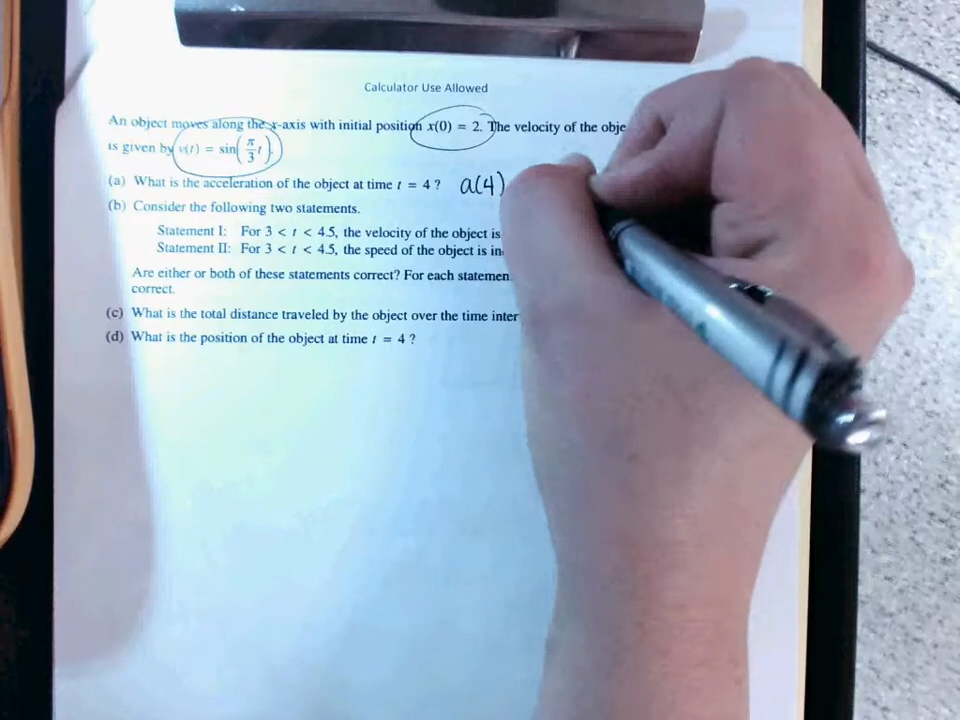 Calculator Use Allowed
An object moves along the x-axis with initial position x(0) = 2. The velocity of the obje
is given by v(t) = sin(π/3 t).
(a) What is the acceleration of the object at time t = 4 ? a(4)
(b) Consider the following two statements.
Statement I: For 3 < t < 4.5, the velocity of the object is
Statement II: For 3 < t < 4.5, the speed of the object is in
Are either or both of these statements correct? For each statemen
correct.
(c) What is the total distance traveled by the object over the time inter
(d) What is the position of the object at time t = 4 ?